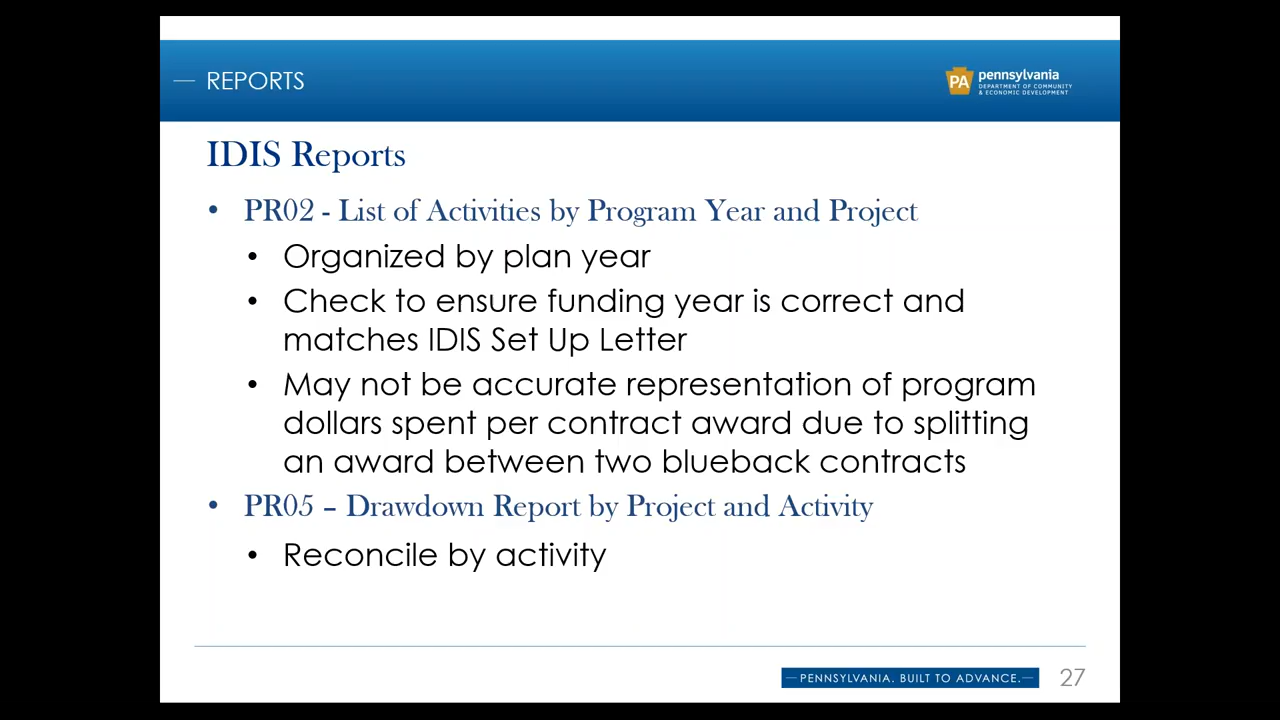 REPORTS
PA pennsylvania
DEPARTMENT OF COMMUNITY
& ECONOMIC DEVELOPMENT
IDIS Reports
• PR02 - List of Activities by Program Year and Project
• Organized by plan year
• Check to ensure funding year is correct and
matches IDIS Set Up Letter
• May not be accurate representation of program
dollars spent per contract award due to splitting
an award between two blueback contracts
• PR05 – Drawdown Report by Project and Activity
• Reconcile by activity
PENNSYLVANIA. BUILT TO ADVANCE.
27